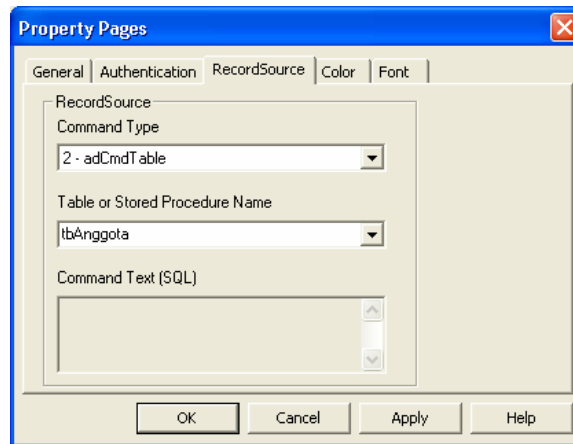 Property Pages
General Authentication RecordSource Color Font
RecordSource
Command Type
2 - adCmdTable
Table or Stored Procedure Name
tbAnggota
Command Text (SQL)
OK Cancel Apply Help